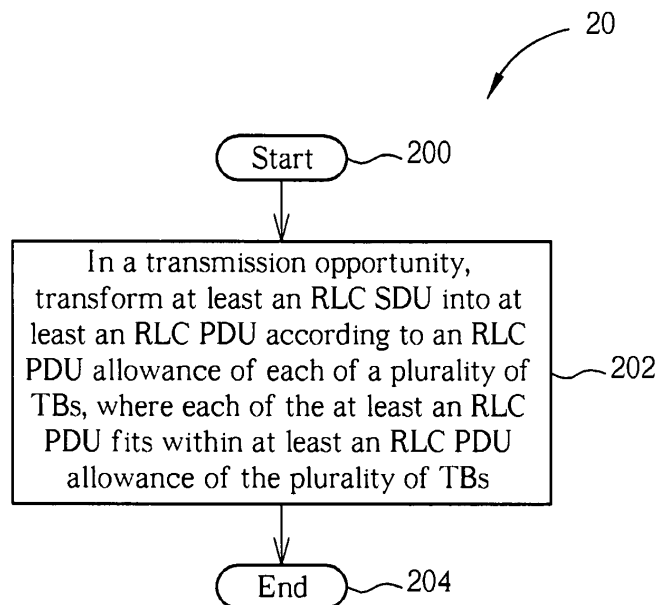 20
Start
200
In a transmission opportunity,
transform at least an RLC SDU into at
least an RLC PDU according to an RLC
PDU allowance of each of a plurality of
TBs, where each of the at least an RLC
PDU fits within at least an RLC PDU
allowance of the plurality of TBs
202
End
204